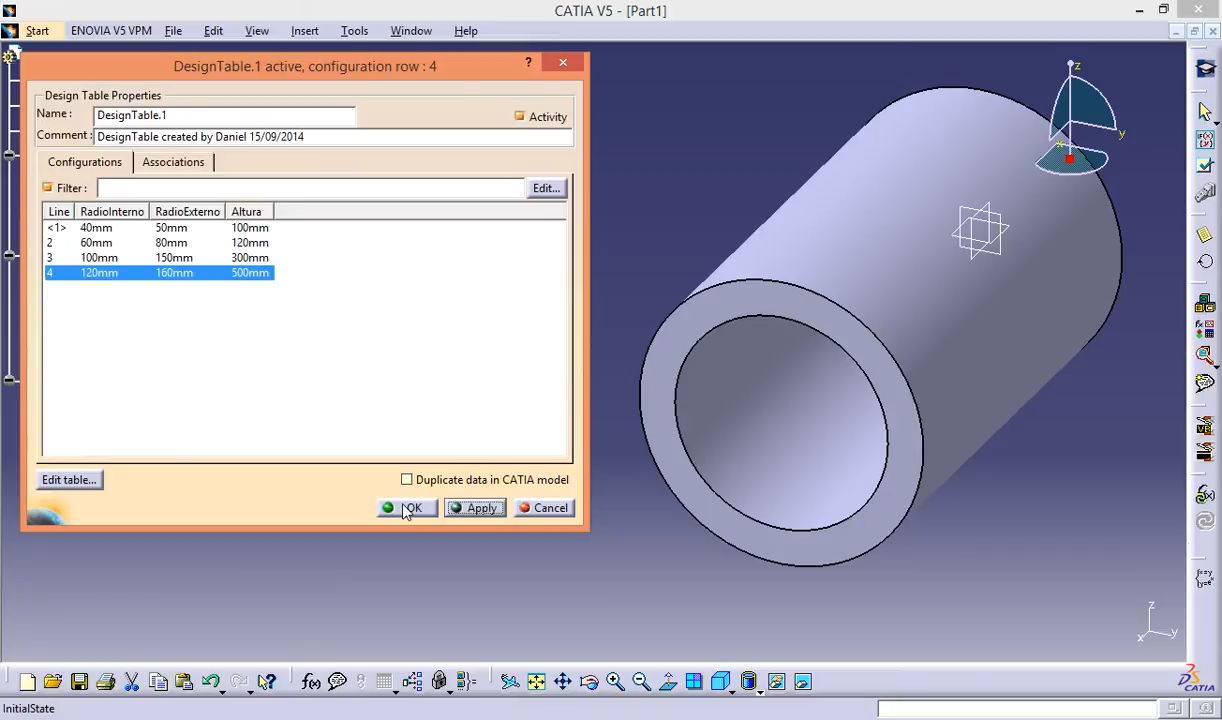 CATIA V5 - [Part1]
Start ENOVIA V5 VPM File Edit View Insert Tools Window Help
DesignTable.1 active, configuration row : 4
?
Design Table Properties
Name : DesignTable.1 Activity
Comment : DesignTable created by Daniel 15/09/2014
Configurations Associations
Filter : Edit...
Line RadioInterno RadioExterno Altura
<1> 40mm 50mm 100mm
2 60mm 80mm 120mm
3 100mm 150mm 300mm
4 120mm 160mm 500mm
Edit table... Duplicate data in CATIA model
OK Apply Cancel
z
y
x
z
x y
CATIA
InitialState